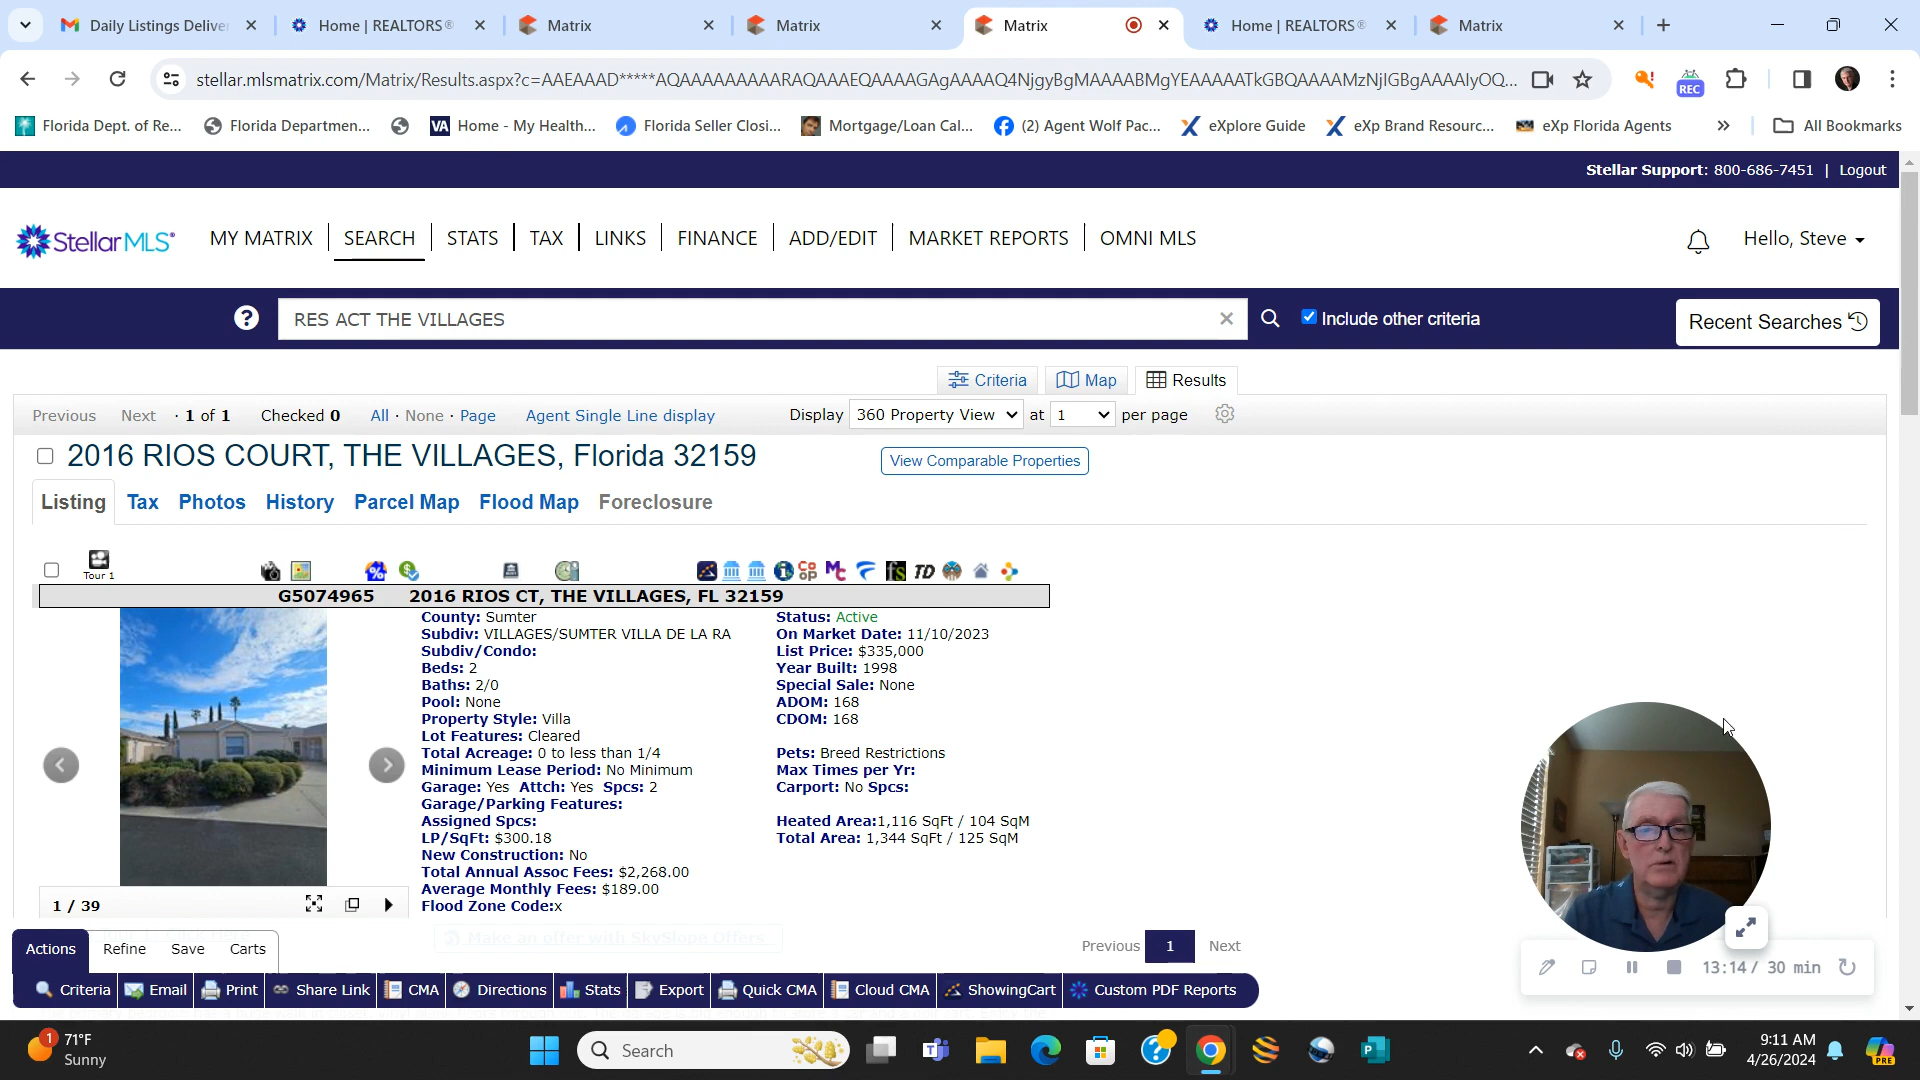 Daily Listings Deliver
Home | REALTORS®
Matrix
Matrix
Matrix
Home | REALTORS®
Matrix
stellar.mlsmatrix.com/Matrix/Results.aspx?c=AAEAAAD*****AQAAAAAAAAARAQAAAEQAAAAGAgAAAAQ4NjgyBgMAAAABMgYEAAAAATkGBQAAAAMzNjIGBgAAAAIyOQ...
REC
Florida Dept. of Re...
Florida Departmen...
VA Home - My Health...
Florida Seller Closi...
Mortgage/Loan Cal...
(2) Agent Wolf Pac...
eXplore Guide
eXp Brand Resourc...
eXp Florida Agents
All Bookmarks
Stellar Support: 800-686-7451 | Logout
StellarMLS
MY MATRIX
SEARCH
STATS
TAX
LINKS
FINANCE
ADD/EDIT
MARKET REPORTS
OMNI MLS
Hello, Steve
RES ACT THE VILLAGES
Include other criteria
Recent Searches
Criteria
Map
Results
Previous Next · 1 of 1 Checked 0 All · None · Page Agent Single Line display
Display 360 Property View at 1 per page
2016 RIOS COURT, THE VILLAGES, Florida 32159
View Comparable Properties
Listing Tax Photos History Parcel Map Flood Map Foreclosure
Tour 1
G5074965 2016 RIOS CT, THE VILLAGES, FL 32159
County: Sumter
Subdiv: VILLAGES/SUMTER VILLA DE LA RA
Subdiv/Condo:
Beds: 2
Baths: 2/0
Pool: None
Property Style: Villa
Lot Features: Cleared
Total Acreage: 0 to less than 1/4
Minimum Lease Period: No Minimum
Garage: Yes Attch: Yes Spcs: 2
Garage/Parking Features:
Assigned Spcs:
LP/SqFt: $300.18
New Construction: No
Total Annual Assoc Fees: $2,268.00
Average Monthly Fees: $189.00
Flood Zone Code:x
Status: Active
On Market Date: 11/10/2023
List Price: $335,000
Year Built: 1998
Special Sale: None
ADOM: 168
CDOM: 168
Pets: Breed Restrictions
Max Times per Yr:
Carport: No Spcs:
Heated Area:1,116 SqFt / 104 SqM
Total Area: 1,344 SqFt / 125 SqM
1 / 39
Make an offer with SkySlope Offers
Actions
Refine
Save
Carts
Previous 1 Next
Criteria
Email
Print
Share Link
CMA
Directions
Stats
Export
Quick CMA
Cloud CMA
ShowingCart
Custom PDF Reports
13:14 / 30 min
1
71°F
Sunny
Search
9:11 AM
4/26/2024
PRE